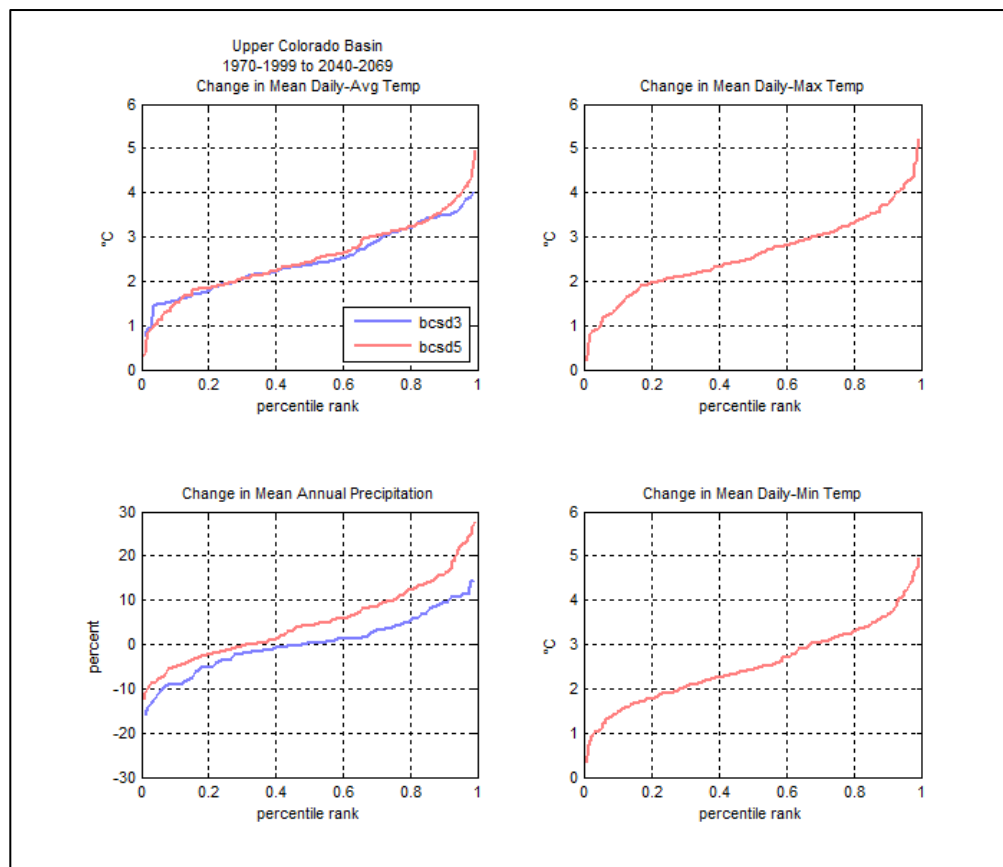 Upper Colorado Basin
1970-1999 to 2040-2069
Change in Mean Daily-Avg Temp
6
5
4
3
2
1
0
°C
0 0.2 0.4 0.6 0.8 1
percentile rank
bcsd3
bcsd5
Change in Mean Daily-Max Temp
6
5
4
3
2
1
0
°C
0 0.2 0.4 0.6 0.8 1
percentile rank
Change in Mean Annual Precipitation
30
20
10
0
-10
-20
-30
percent
0 0.2 0.4 0.6 0.8 1
percentile rank
Change in Mean Daily-Min Temp
6
5
4
3
2
1
0
°C
0 0.2 0.4 0.6 0.8 1
percentile rank